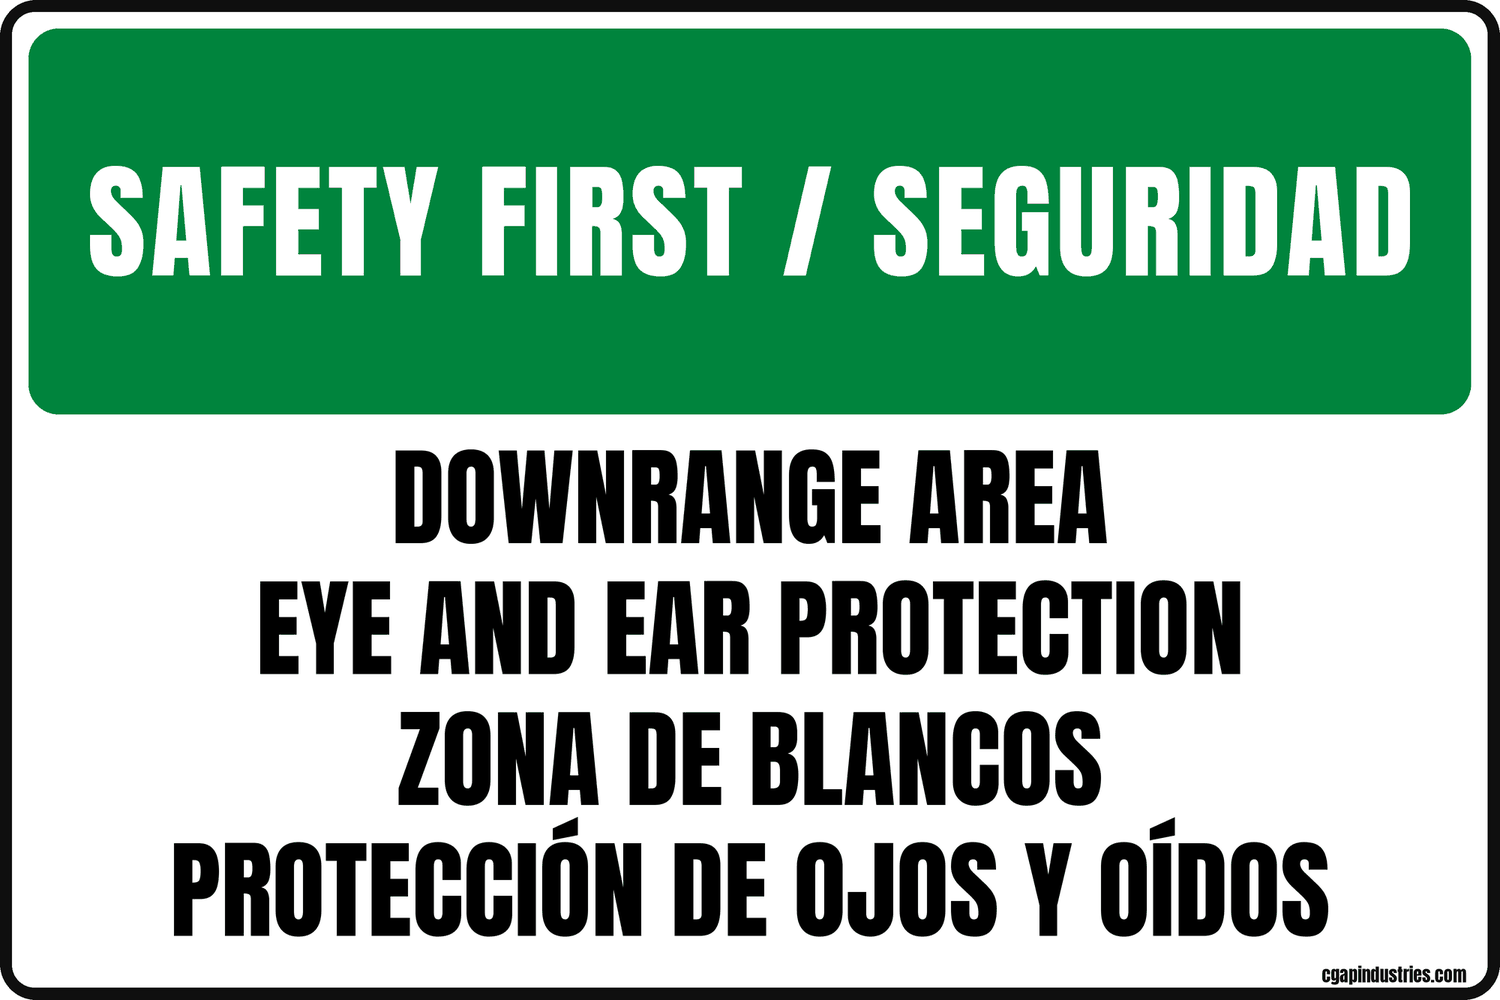 SAFETY FIRST / SEGURIDAD
DOWNRANGE AREA
EYE AND EAR PROTECTION
ZONA DE BLANCOS
PROTECCIÓN DE OJOS Y OÍDOS
cgapindustries.com